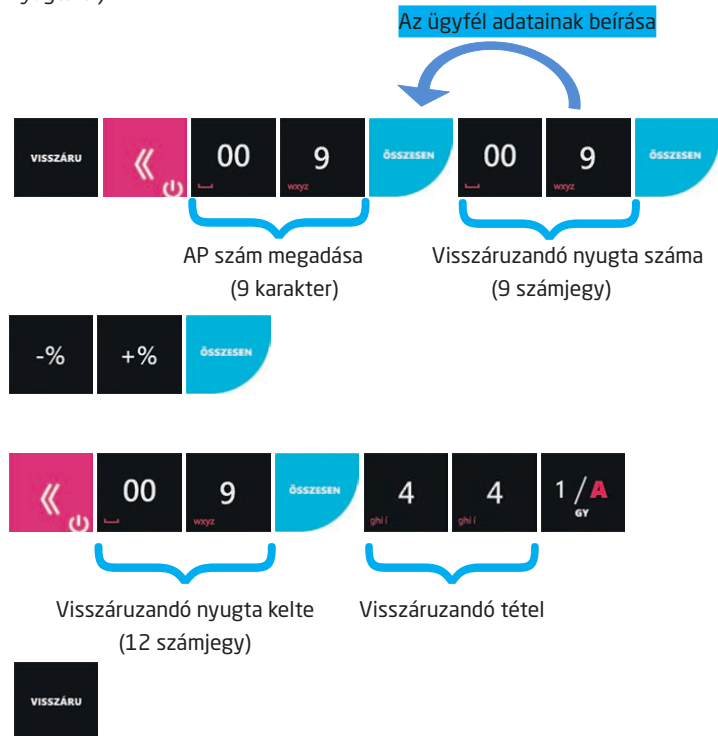 Az ügyfél adatainak beírása
VISSZÁRU 00 9 wxyz ÖSSZESEN 00 9 wxyz ÖSSZESEN
AP szám megadása Visszáruzandó nyugta száma
(9 karakter) (9 számjegy)
-% +% ÖSSZESEN
00 9 wxyz ÖSSZESEN 4 ghi í 4 ghi í 1/A GY
Visszáruzandó nyugta kelte Visszáruzandó tétel
(12 számjegy)
VISSZÁRU